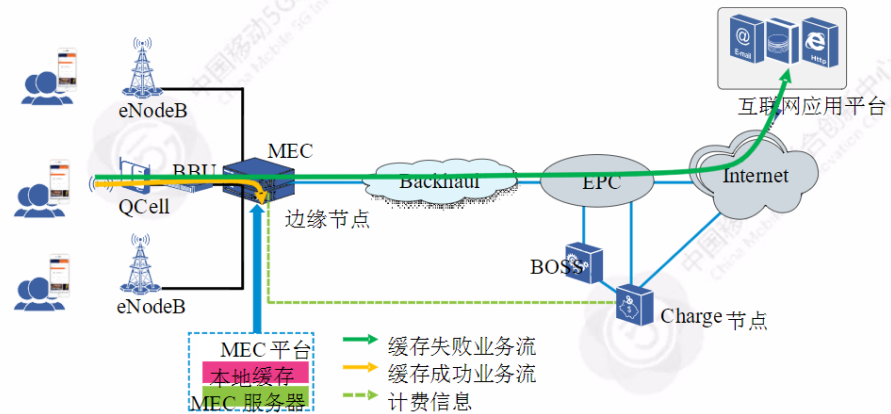 E-mail
Http
互联网应用平台
eNodeB
MEC
BBU
Backhaul
EPC
Internet
QCell
边缘节点
BOSS
eNodeB
Charge 节点
MEC 平台
本地缓存
MEC 服务器
缓存失败业务流
缓存成功业务流
计费信息